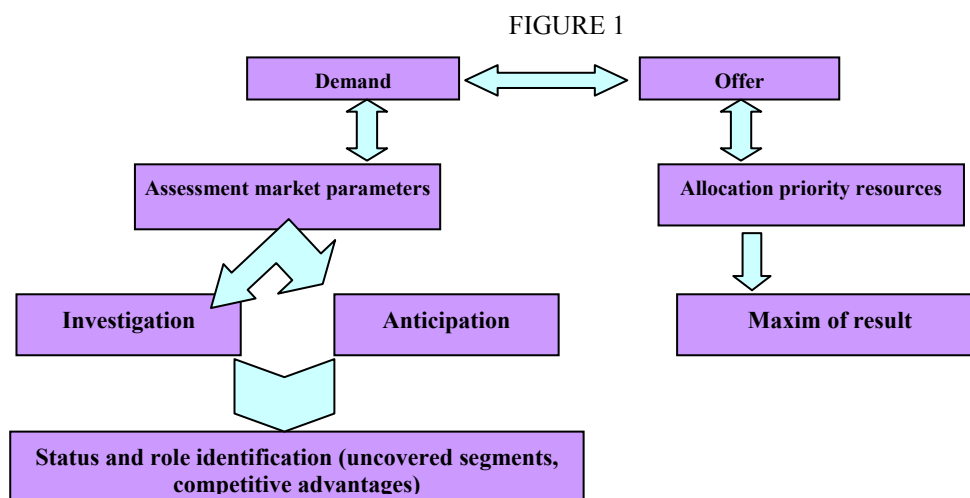 FIGURE 1
Demand
Offer
Assessment market parameters
Allocation priority resources
Investigation
Anticipation
Maxim of result
Status and role identification (uncovered segments,
competitive advantages)